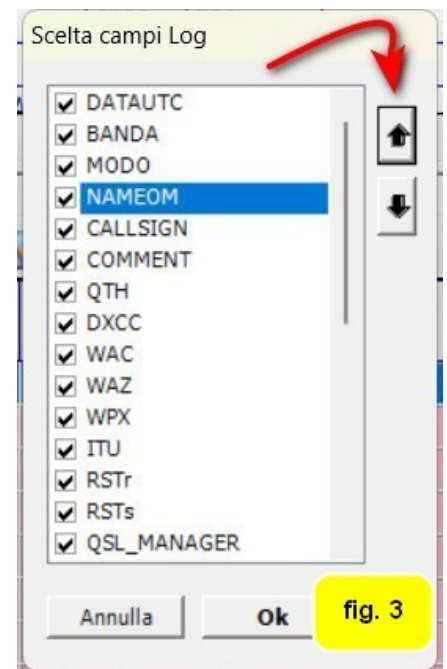 Scelta campi Log
DATAUTC
BANDA
MODO
NAMEOM
CALLSIGN
COMMENT
QTH
DXCC
WAC
WAZ
WPX
ITU
RSTr
RSTs
QSL_MANAGER
Annulla Ok fig. 3